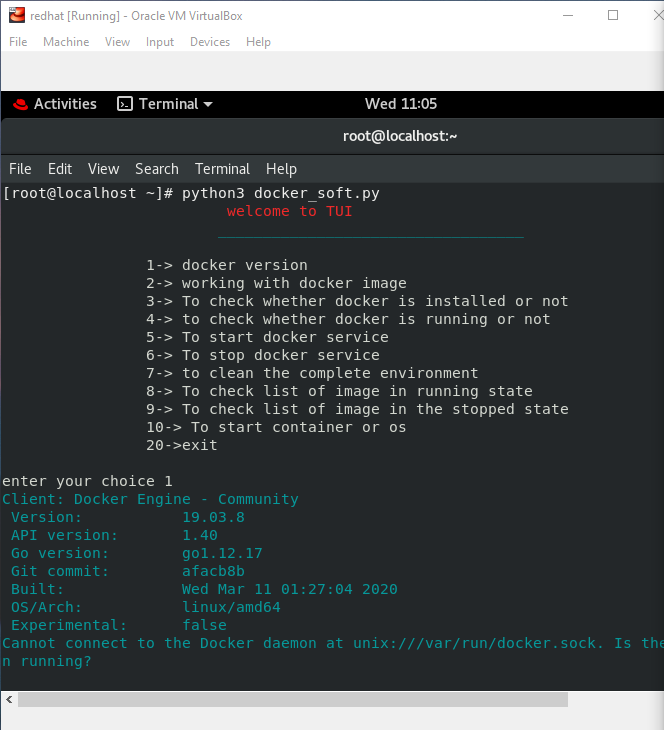 redhat [Running] - Oracle VM VirtualBox
File Machine View Input Devices Help
Activities Terminal Wed 11:05
root@localhost:~
File Edit View Search Terminal Help
[root@localhost ~]# python3 docker_soft.py
welcome to TUI
1-> docker version
2-> working with docker image
3-> To check whether docker is installed or not
4-> to check whether docker is running or not
5-> To start docker service
6-> To stop docker service
7-> to clean the complete environment
8-> To check list of image in running state
9-> To check list of image in the stopped state
10-> To start container or os
20->exit
enter your choice 1
Client: Docker Engine - Community
Version: 19.03.8
API version: 1.40
Go version: go1.12.17
Git commit: afacb8b
Built: Wed Mar 11 01:27:04 2020
OS/Arch: linux/amd64
Experimental: false
Cannot connect to the Docker daemon at unix:///var/run/docker.sock. Is the
n running?